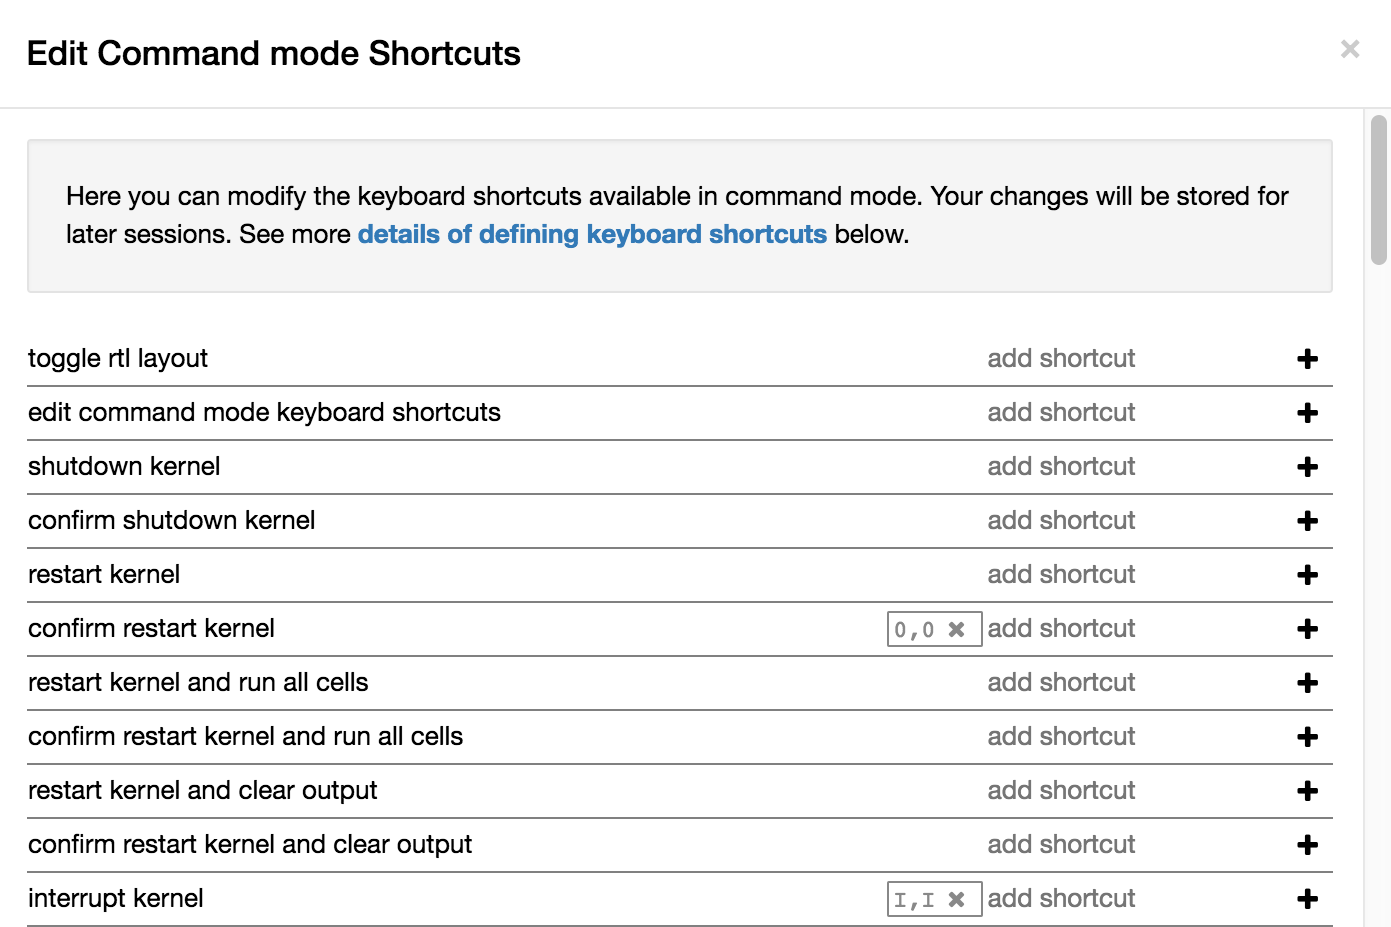 Edit Command mode Shortcuts
Here you can modify the keyboard shortcuts available in command mode. Your changes will be stored for
later sessions. See more details of defining keyboard shortcuts below.
toggle rtl layout add shortcut
edit command mode keyboard shortcuts add shortcut
shutdown kernel add shortcut
confirm shutdown kernel add shortcut
restart kernel add shortcut
confirm restart kernel 0,0 add shortcut
restart kernel and run all cells add shortcut
confirm restart kernel and run all cells add shortcut
restart kernel and clear output add shortcut
confirm restart kernel and clear output add shortcut
interrupt kernel I,I add shortcut